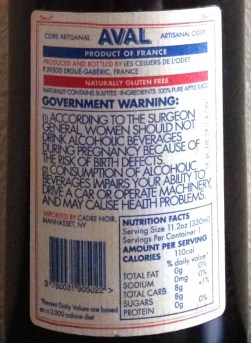 CIDRE ARTISANAL AVAL ARTISANAL CIDER
PRODUCT OF FRANCE
PRODUCED AND BOTTLED BY LES CELLIERS DE L'ODET
F-29500 ERGUÉ-GABÉRIC, FRANCE
NATURALLY GLUTEN FREE
NATURALLY CONTAINS SULFITES - INGREDIENTS: 100% PURE APPLE JUICE
GOVERNMENT WARNING:
(1) ACCORDING TO THE SURGEON
GENERAL, WOMEN SHOULD NOT
DRINK ALCOHOLIC BEVERAGES
DURING PREGNANCY BECAUSE OF
THE RISK OF BIRTH DEFECTS.
(2) CONSUMPTION OF ALCOHOLIC
BEVERAGES IMPAIRS YOUR ABILITY TO
DRIVE A CAR OR OPERATE MACHINERY,
AND MAY CAUSE HEALTH PROBLEMS.
IMPORTED BY CADRE NOIR,
MANHASSET, NY
3 760031 905222
Percent Daily Values are based
on a 2,000 calorie diet
NUTRITION FACTS
Serving Size 11.2oz (330ml)
Servings Per Container 1
AMOUNT PER SERVING
CALORIES 110cal
% daily value*
TOTAL FAT 0g 0%
SODIUM 0mg 0%
TOTAL CARB 8g <1%
SUGARS 8g 0%
PROTEIN 0g 0%